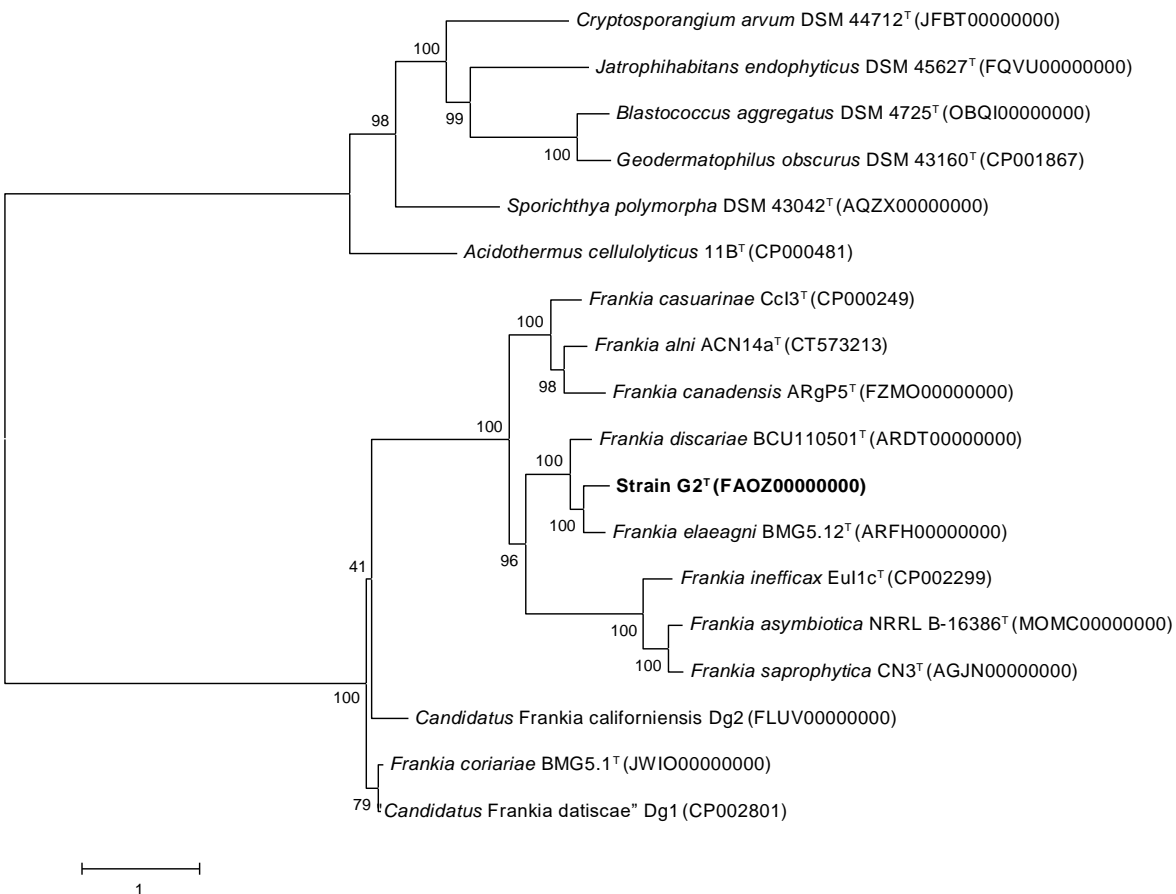 Cryptosporangium arvum DSM 44712ᵀ (JFBT00000000)
100
Jatrophihabitans endophyticus DSM 45627ᵀ (FQVU00000000)
Blastococcus aggregatus DSM 4725ᵀ (OBQI00000000)
99
98
100
Geodermatophilus obscurus DSM 43160ᵀ (CP001867)
Sporichthya polymorpha DSM 43042ᵀ (AQZX00000000)
Acidothermus cellulolyticus 11Bᵀ (CP000481)
Frankia casuarinae CcI3ᵀ (CP000249)
100
Frankia alni ACN14aᵀ (CT573213)
98
Frankia canadensis ARgP5ᵀ (FZMO00000000)
100
Frankia discariae BCU110501ᵀ (ARDT00000000)
100
Strain G2ᵀ (FAOZ00000000)
100
Frankia elaeagni BMG5.12ᵀ (ARFH00000000)
96
41
Frankia inefficax EuI1cᵀ (CP002299)
100
Frankia asymbiotica NRRL B-16386ᵀ (MOMC00000000)
100
Frankia saprophytica CN3ᵀ (AGJN00000000)
100
Candidatus Frankia californiensis Dg2 (FLUV00000000)
Frankia coriariae BMG5.1ᵀ (JWIO00000000)
79
Candidatus Frankia datiscae” Dg1 (CP002801)
1